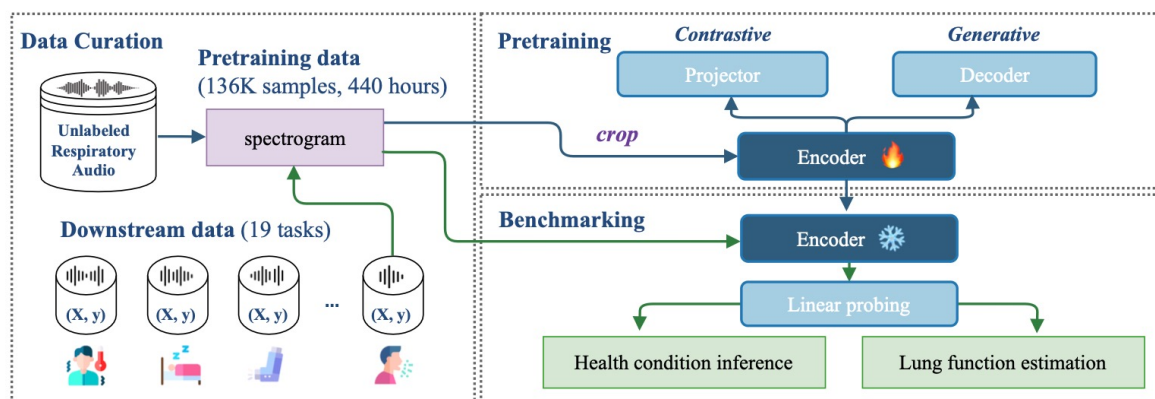 Data Curation
Pretraining data
(136K samples, 440 hours)
Unlabeled
Respiratory
Audio
spectrogram
Downstream data (19 tasks)
(X, y)
(X, y)
(X, y)
...
(X, y)
Pretraining
Contrastive
Generative
Projector
Decoder
crop
Encoder
Benchmarking
Encoder
Linear probing
Health condition inference
Lung function estimation